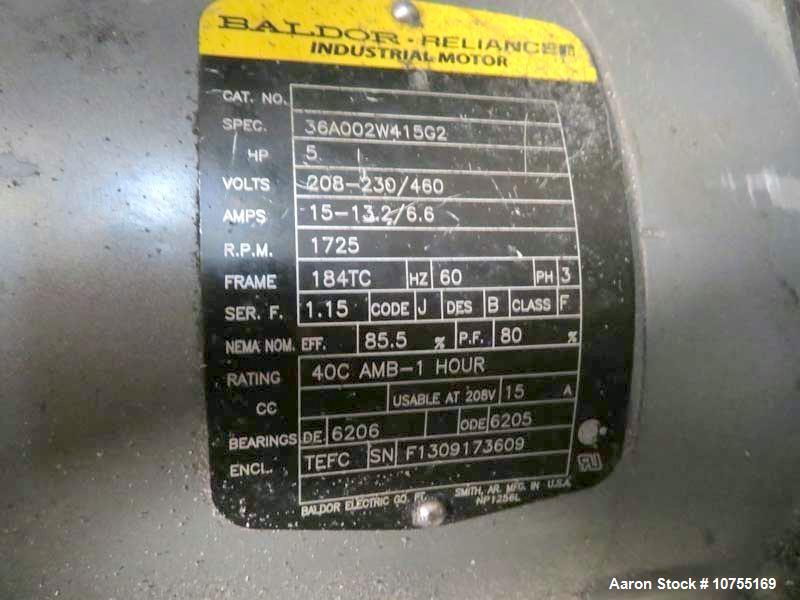 BALDOR · RELIANCER
INDUSTRIAL MOTOR
CAT. NO.
SPEC. 36A002W415G2
HP 5
VOLTS 208-230/460
AMPS 15-13.2/6.6
R.P.M. 1725
FRAME 184TC HZ 60 PH 3
SER. F. 1.15 CODE J DES B CLASS F
NEMA NOM. EFF. 85.5 % P.F. 80 %
RATING 40C AMB-1 HOUR
CC USABLE AT 208V 15 A
BEARINGS DE 6206 ODE 6205
ENCL. TEFC SN F1309173609
BALDOR ELECTRIC CO. FT. SMITH, AR. MFG. IN U.S.A.
NP1256L
Aaron Stock # 10755169